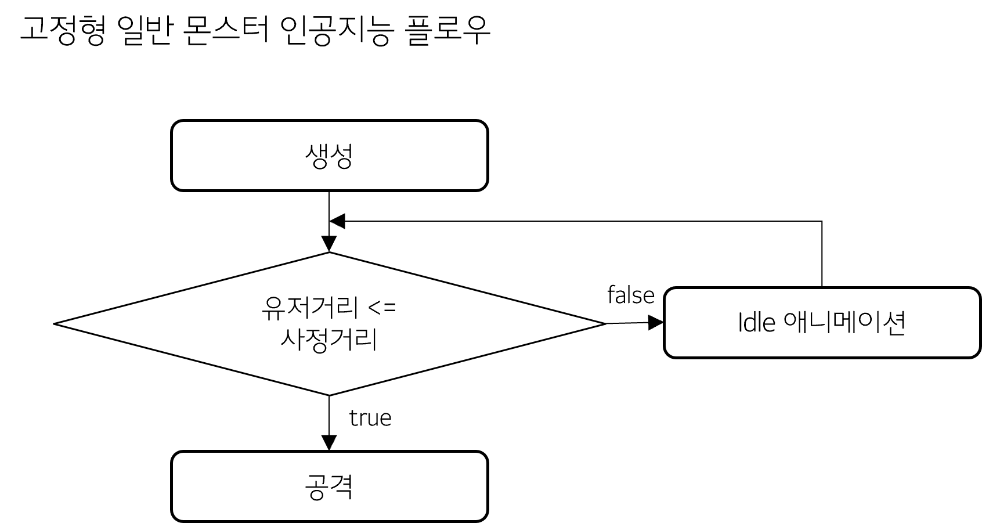 고정형 일반 몬스터 인공지능 플로우
생성
유저거리 <=
사정거리
false
Idle 애니메이션
true
공격